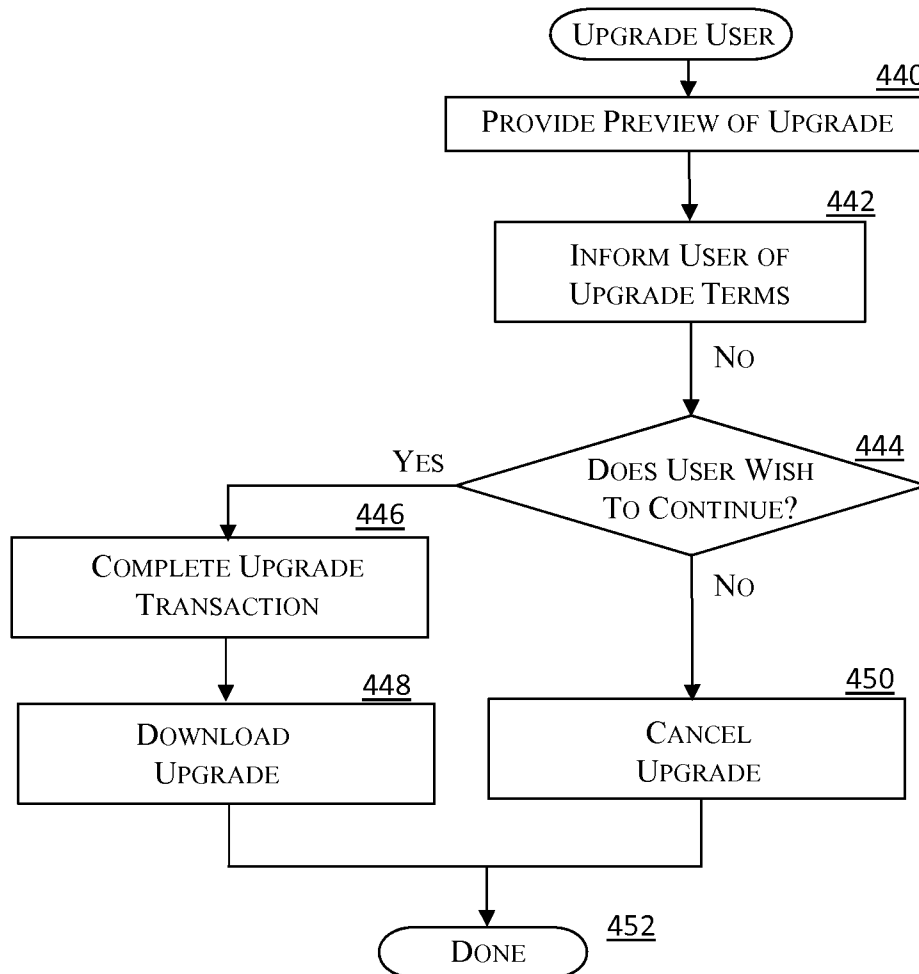 UPGRADE USER
440
PROVIDE PREVIEW OF UPGRADE
442
INFORM USER OF
UPGRADE TERMS
NO
444
DOES USER WISH
TO CONTINUE?
YES
446
COMPLETE UPGRADE
TRANSACTION
NO
448
DOWNLOAD
UPGRADE
450
CANCEL
UPGRADE
452
DONE